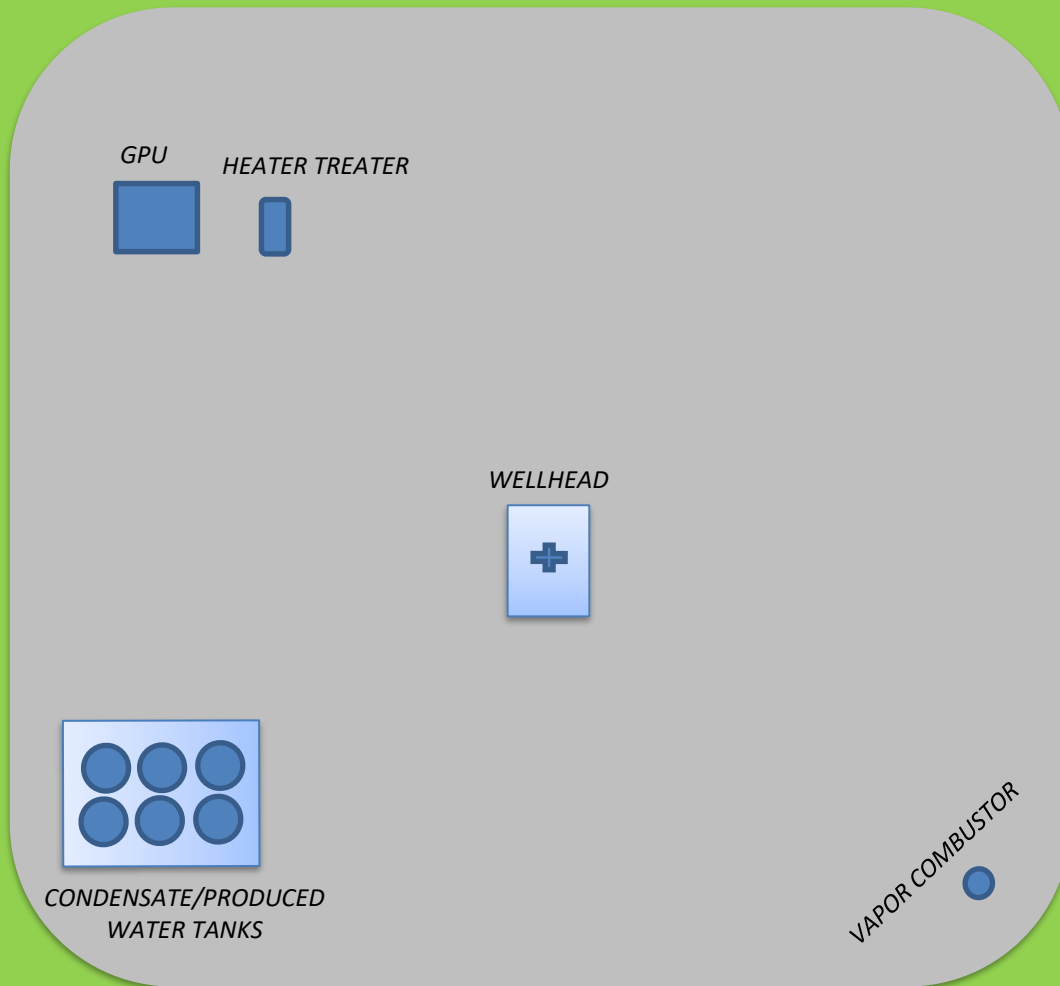 GPU
HEATER TREATER
WELLHEAD
CONDENSATE/PRODUCED
WATER TANKS
VAPOR COMBUSTOR